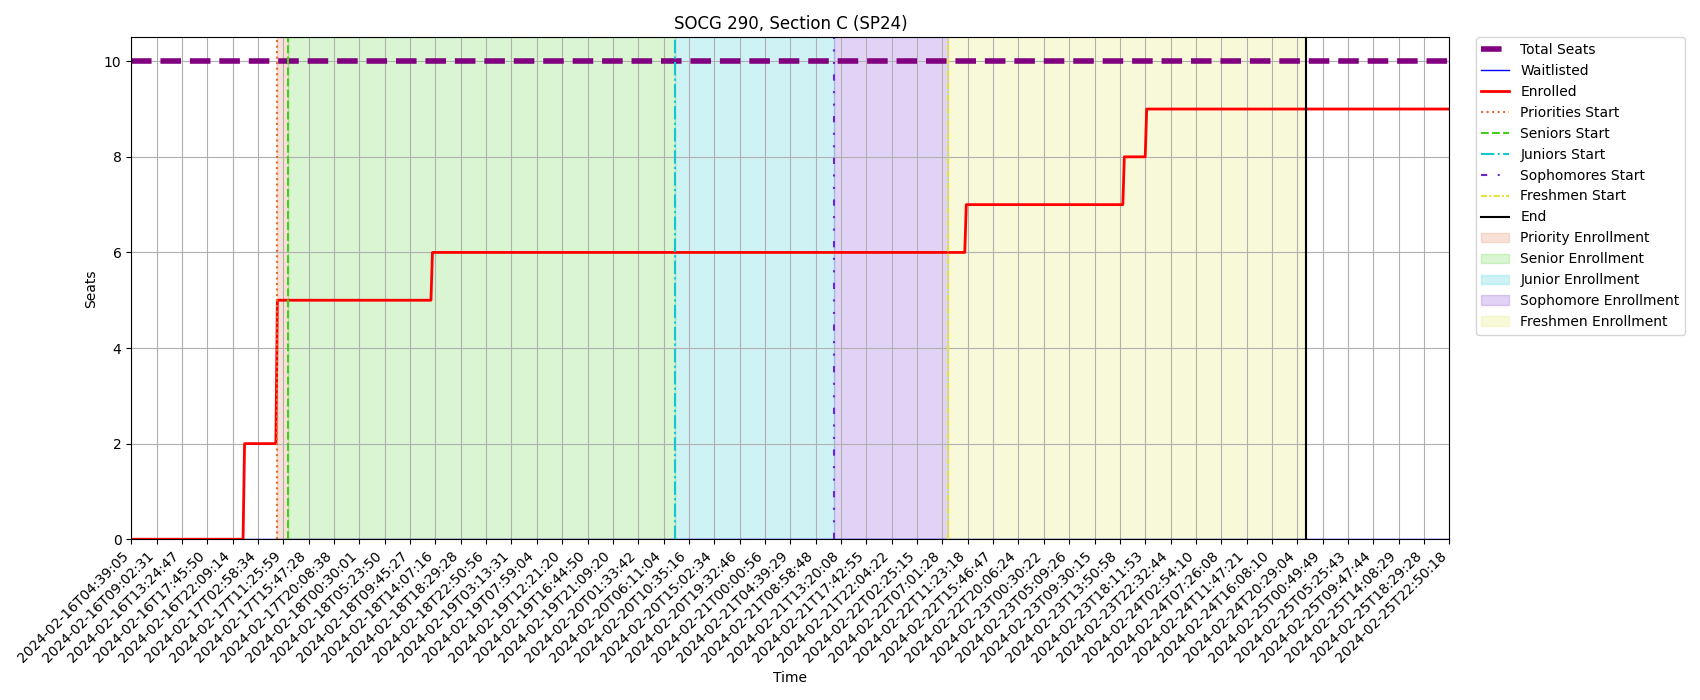 SOCG 290, Section C (SP24)
10
8
6
4
2
0
Seats
2024-02-16T04:39:05
2024-02-16T09:02:31
2024-02-16T13:24:47
2024-02-16T17:45:50
2024-02-16T22:09:14
2024-02-17T02:58:34
2024-02-17T11:25:59
2024-02-17T15:47:28
2024-02-17T20:08:38
2024-02-18T00:30:01
2024-02-18T05:23:50
2024-02-18T09:45:27
2024-02-18T14:07:16
2024-02-18T18:29:28
2024-02-18T22:50:56
2024-02-19T03:13:31
2024-02-19T07:59:04
2024-02-19T12:21:20
2024-02-19T16:44:50
2024-02-19T21:09:20
2024-02-20T01:33:42
2024-02-20T06:11:04
2024-02-20T10:35:16
2024-02-20T15:02:34
2024-02-20T19:32:46
2024-02-21T00:00:56
2024-02-21T04:39:29
2024-02-21T08:58:48
2024-02-21T13:20:08
2024-02-21T17:42:55
2024-02-21T22:04:22
2024-02-22T02:25:15
2024-02-22T07:01:28
2024-02-22T11:23:18
2024-02-22T15:46:47
2024-02-22T20:06:24
2024-02-23T00:30:22
2024-02-23T05:09:26
2024-02-23T09:30:15
2024-02-23T13:50:58
2024-02-23T18:11:53
2024-02-23T22:32:44
2024-02-24T02:54:10
2024-02-24T07:26:08
2024-02-24T11:47:21
2024-02-24T16:08:10
2024-02-24T20:29:04
2024-02-25T00:49:49
2024-02-25T05:25:43
2024-02-25T09:47:44
2024-02-25T14:08:29
2024-02-25T18:29:28
2024-02-25T22:50:18
Time
Total Seats
Waitlisted
Enrolled
Priorities Start
Seniors Start
Juniors Start
Sophomores Start
Freshmen Start
End
Priority Enrollment
Senior Enrollment
Junior Enrollment
Sophomore Enrollment
Freshmen Enrollment